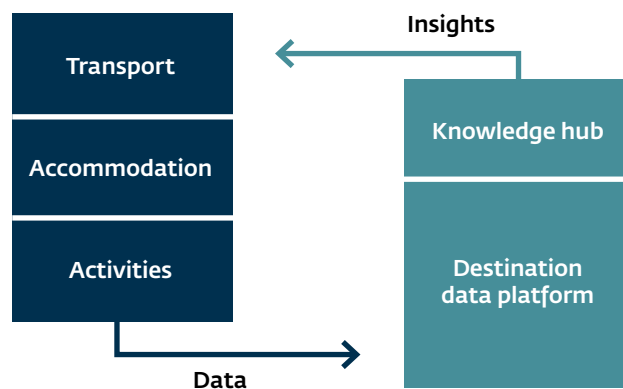 Insights
Transport
Knowledge hub
Accommodation
Activities
Destination
data platform
Data